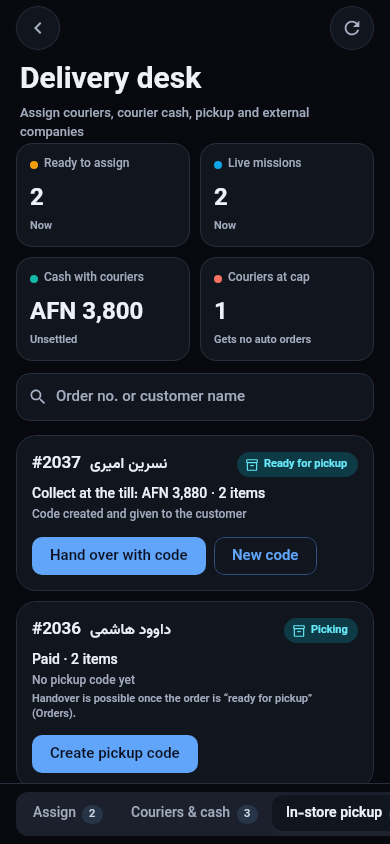 Delivery desk
Assign couriers, courier cash, pickup and external
companies
Ready to assign
2
Now
Live missions
2
Now
Cash with couriers
AFN 3,800
Unsettled
Couriers at cap
1
Gets no auto orders
Order no. or customer name
#2037 نسرین امیری Ready for pickup
Collect at the till: AFN 3,880 · 2 items
Code created and given to the customer
Hand over with code New code
#2036 داوود هاشمی Picking
Paid · 2 items
No pickup code yet
Handover is possible once the order is “ready for pickup”
(Orders).
Create pickup code
Assign 2 Couriers & cash 3 In-store pickup